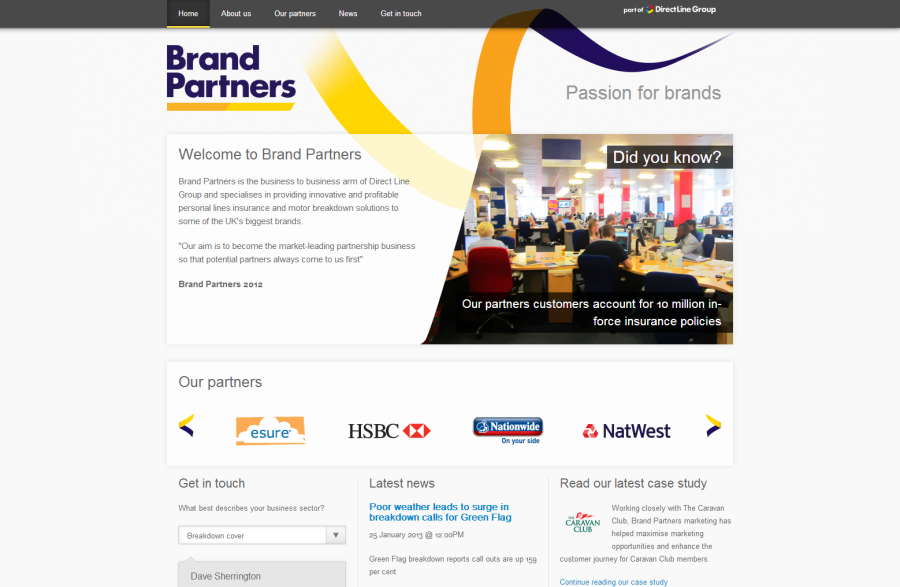 Home About us Our partners News Get in touch
part of Direct Line Group
Brand
Partners
Passion for brands
Welcome to Brand Partners
Brand Partners is the business to business arm of Direct Line
Group and specialises in providing innovative and profitable
personal lines insurance and motor breakdown solutions to
some of the UK's biggest brands.
"Our aim is to become the market-leading partnership business
so that potential partners always come to us first"
Brand Partners 2012
Did you know?
Our partners customers account for 10 million in-
force insurance policies
Our partners
esure
HSBC
Nationwide
On your side
NatWest
Get in touch
What best describes your business sector?
Breakdown cover
Dave Sherrington
Latest news
Poor weather leads to surge in
breakdown calls for Green Flag
25 January 2013 @ 12:00PM
Green Flag breakdown reports call outs are up 159
per cent
Read our latest case study
THE
CARAVAN
CLUB
Working closely with The Caravan
Club, Brand Partners marketing has
helped maximise marketing
opportunities and enhance the
customer journey for Caravan Club members.
Continue reading our case study